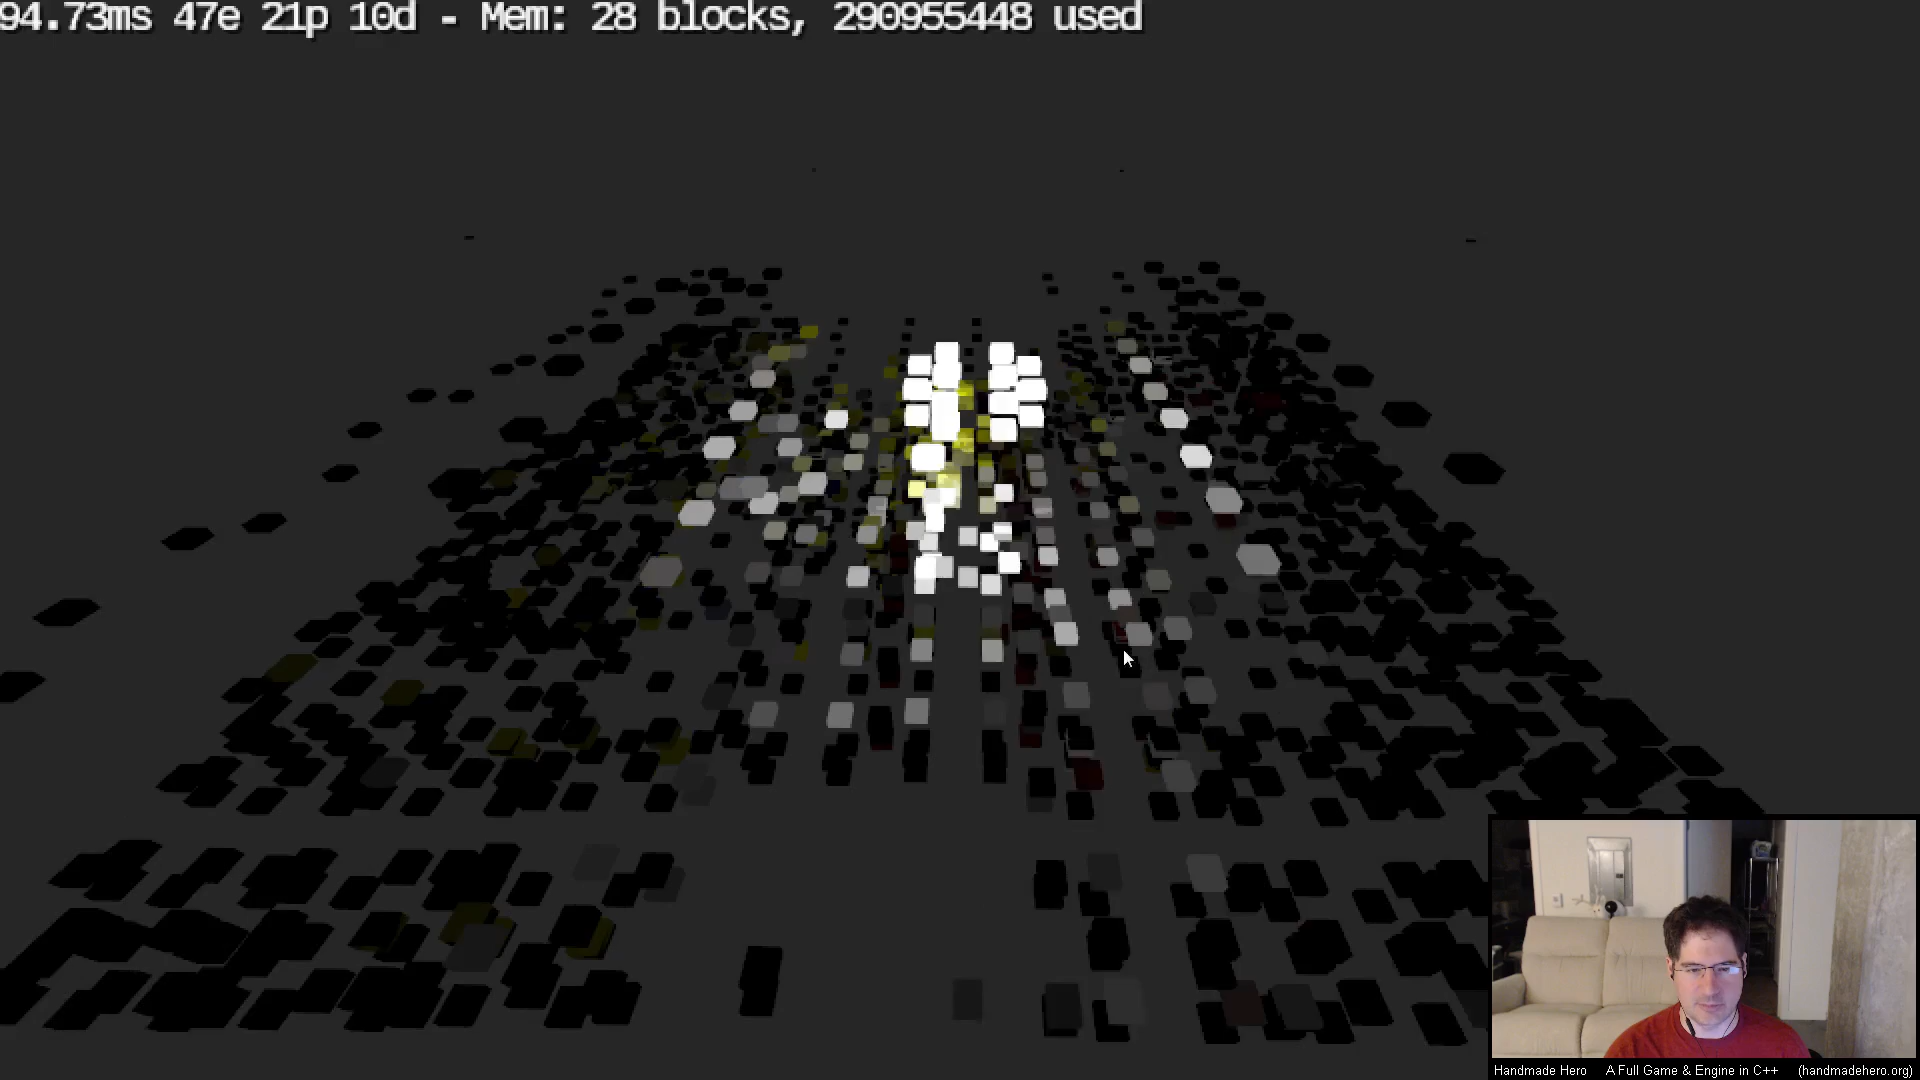 94.73ms 47e 21p 10d - Mem: 28 blocks, 290955448 used
Handmade Hero A Full Game & Engine in C++ (handmadehero.org)